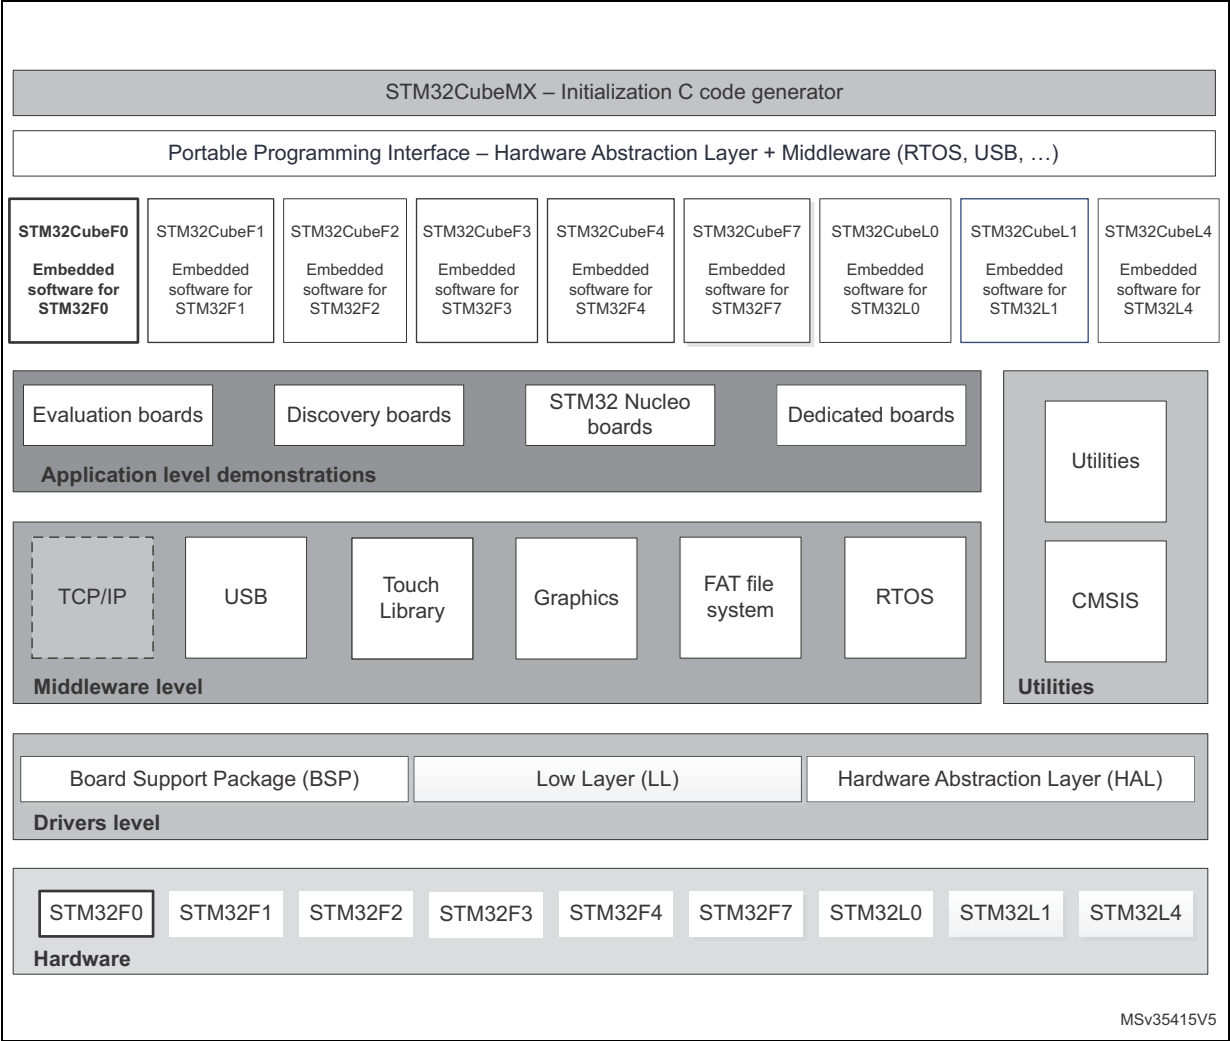 STM32CubeMX – Initialization C code generator
Portable Programming Interface – Hardware Abstraction Layer + Middleware (RTOS, USB, …)
STM32CubeF0
Embedded
software for
STM32F0
STM32CubeF1
Embedded
software for
STM32F1
STM32CubeF2
Embedded
software for
STM32F2
STM32CubeF3
Embedded
software for
STM32F3
STM32CubeF4
Embedded
software for
STM32F4
STM32CubeF7
Embedded
software for
STM32F7
STM32CubeL0
Embedded
software for
STM32L0
STM32CubeL1
Embedded
software for
STM32L1
STM32CubeL4
Embedded
software for
STM32L4
Evaluation boards
Discovery boards
STM32 Nucleo
boards
Dedicated boards
Application level demonstrations
TCP/IP
USB
Touch
Library
Graphics
FAT file
system
RTOS
Middleware level
Utilities
CMSIS
Utilities
Board Support Package (BSP)
Low Layer (LL)
Hardware Abstraction Layer (HAL)
Drivers level
STM32F0
STM32F1
STM32F2
STM32F3
STM32F4
STM32F7
STM32L0
STM32L1
STM32L4
Hardware
MSv35415V5